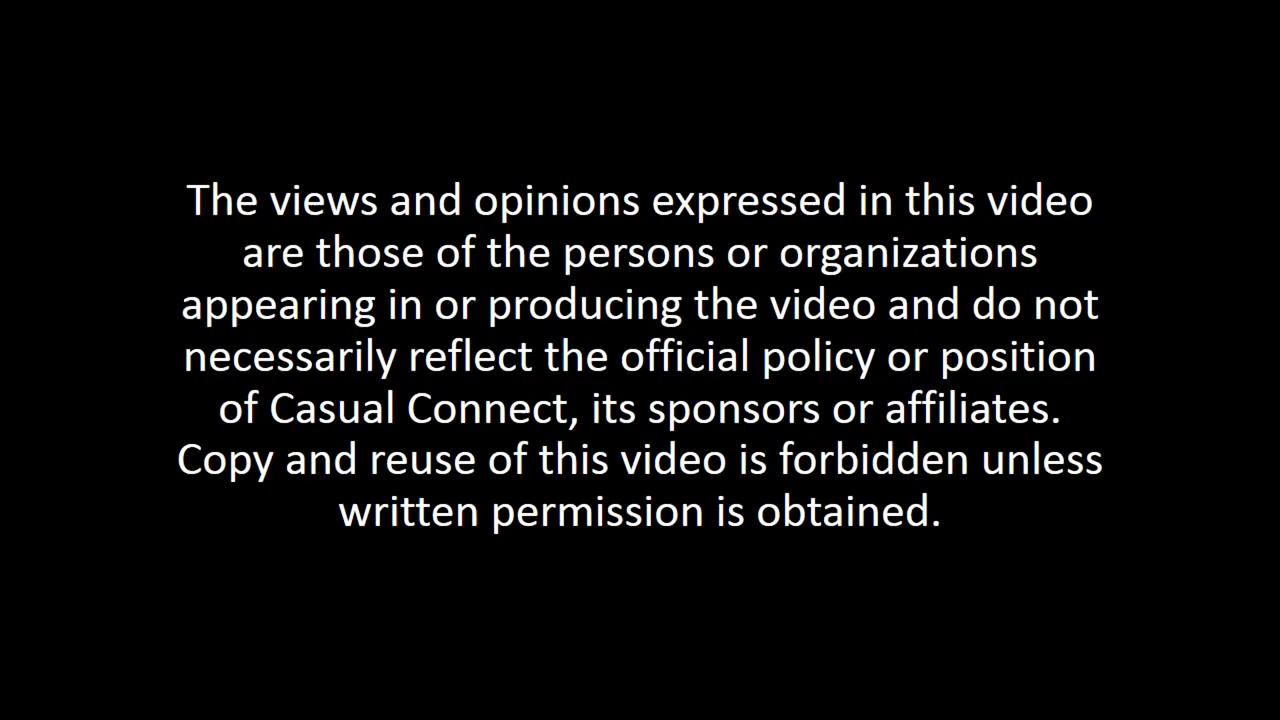 The views and opinions expressed in this video
are those of the persons or organizations
appearing in or producing the video and do not
necessarily reflect the official policy or position
of Casual Connect, its sponsors or affiliates.
Copy and reuse of this video is forbidden unless
written permission is obtained.